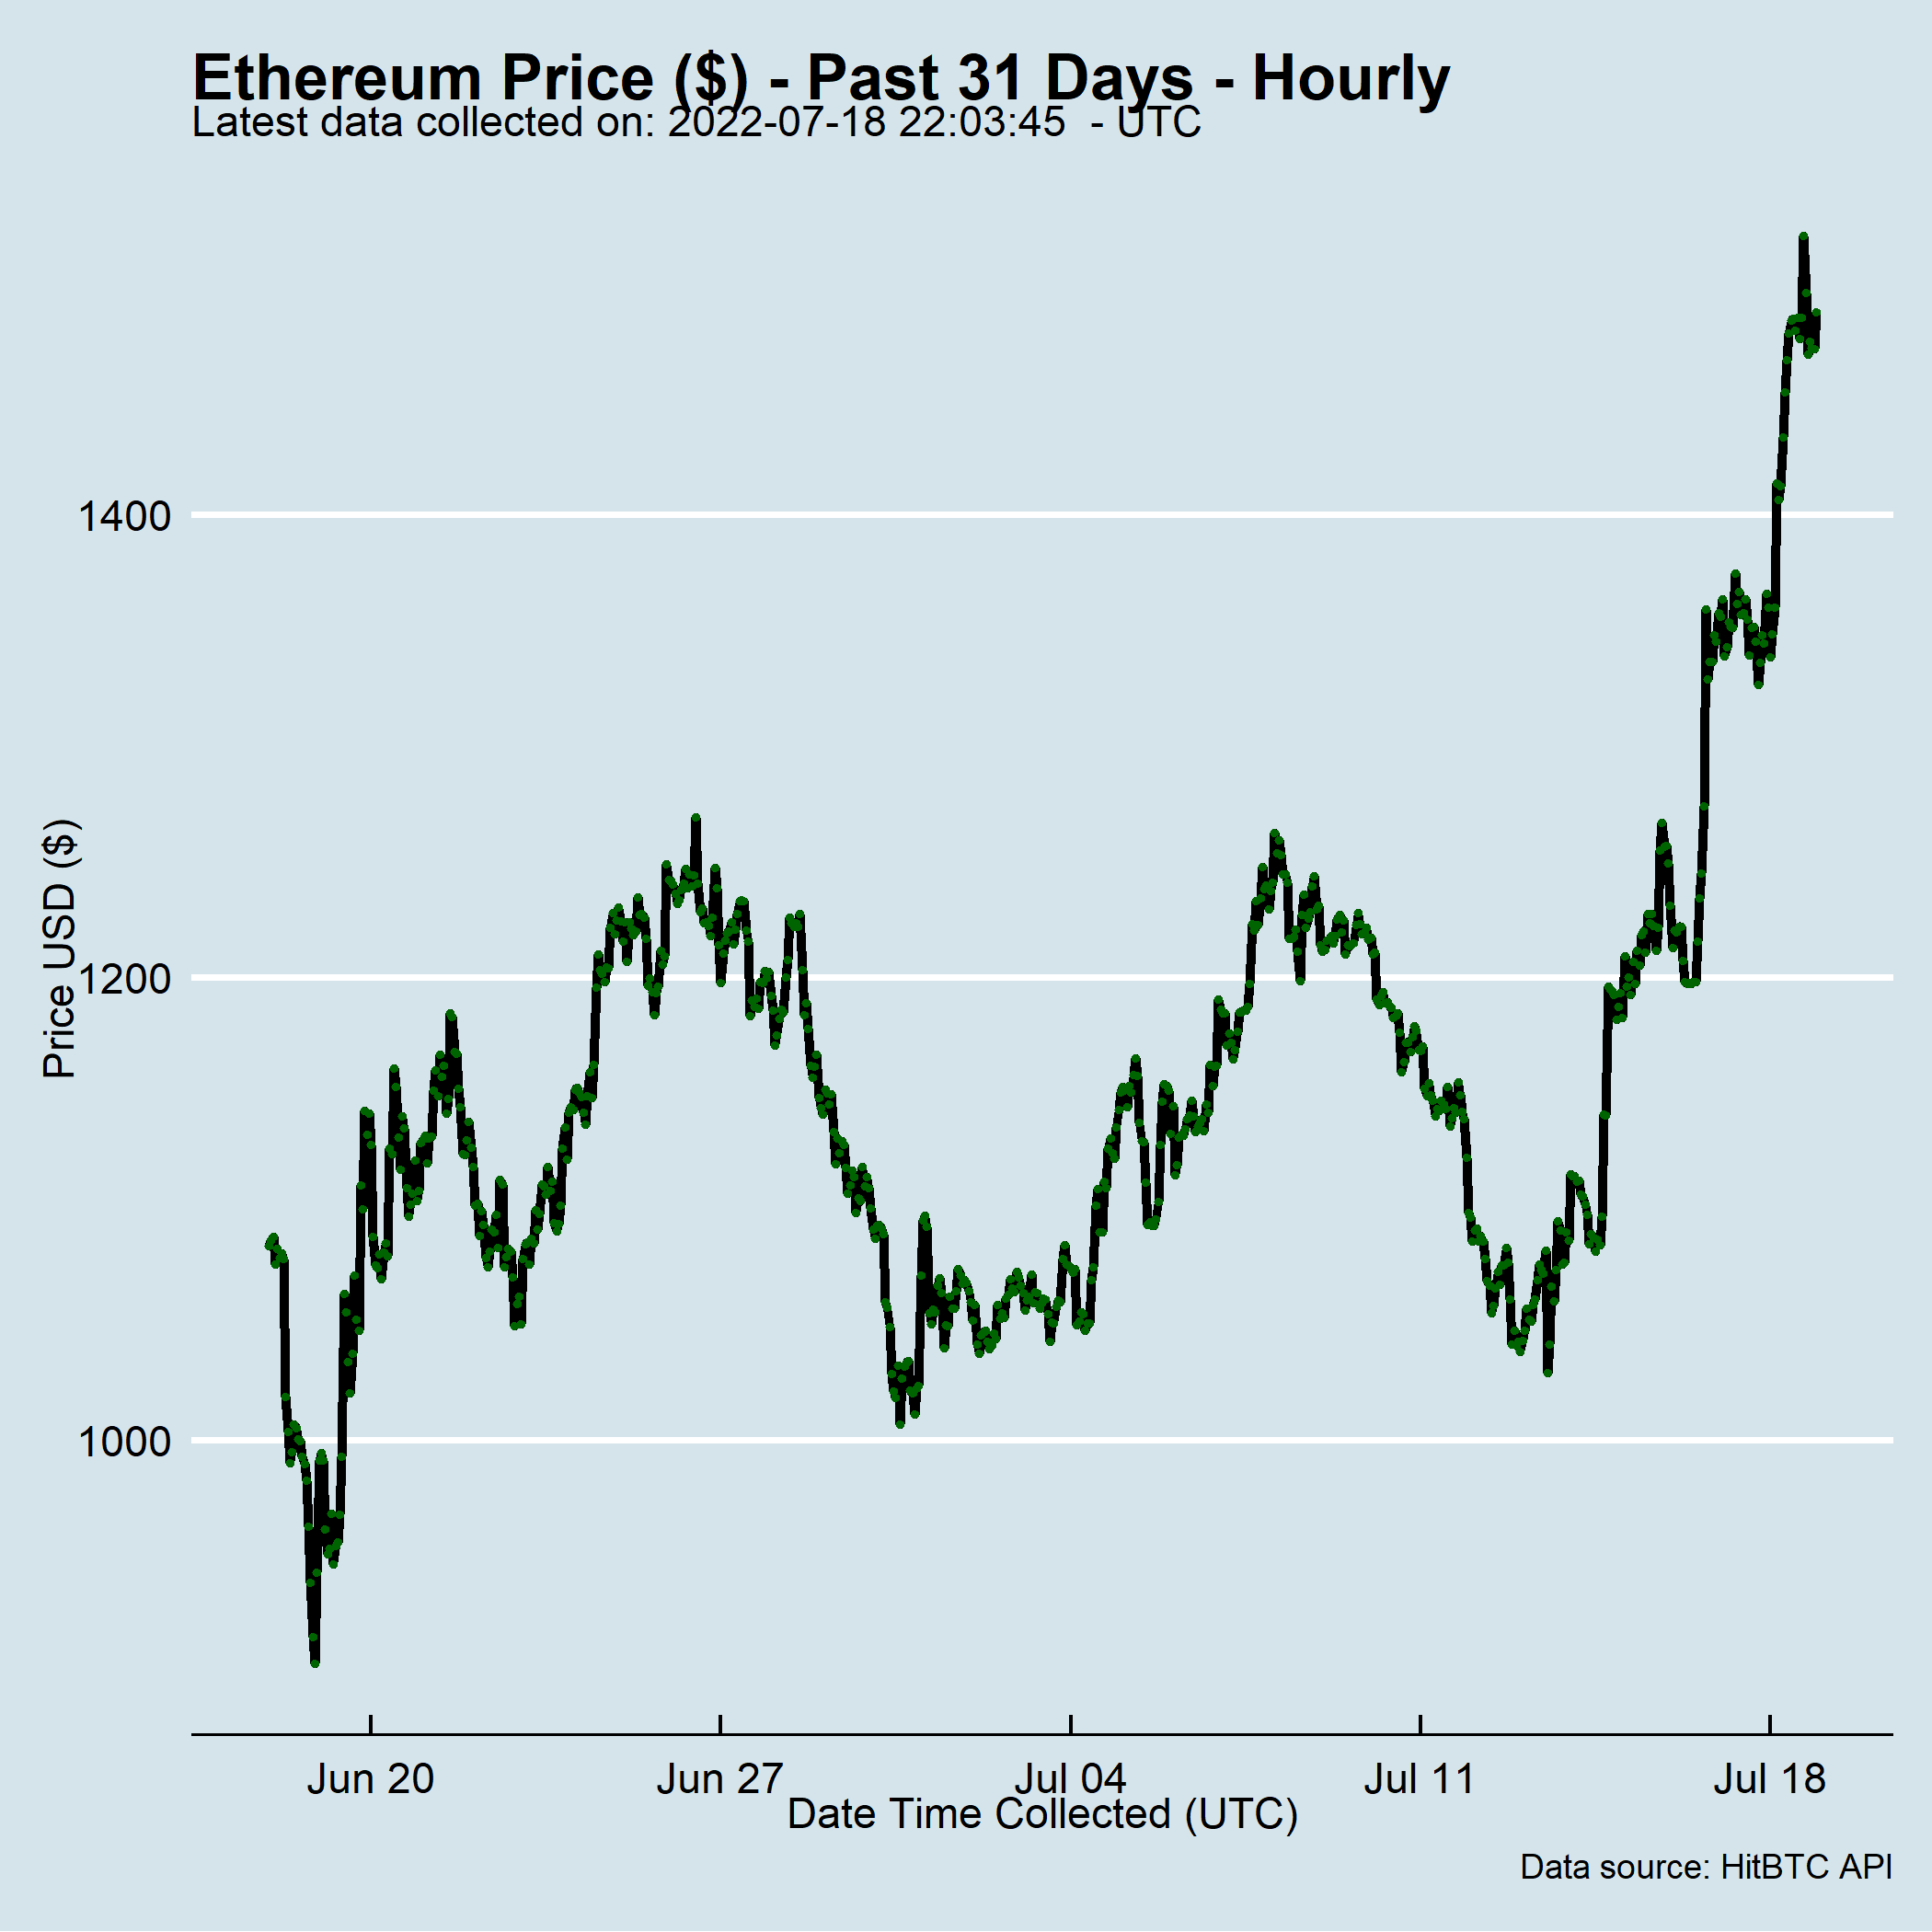 Ethereum Price ($) - Past 31 Days - Hourly
Latest data collected on: 2022-07-18 22:03:45  - UTC
Price USD ($)
1400
1200
1000
Jun 20
Jun 27
Jul 04
Jul 11
Jul 18
Date Time Collected (UTC)
Data source: HitBTC API